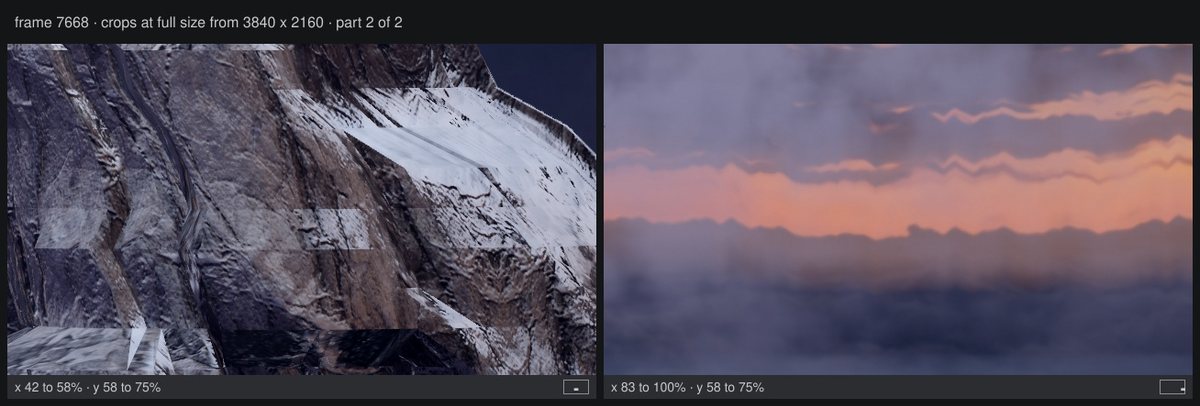 frame 7668 · crops at full size from 3840 x 2160 · part 2 of 2
x 42 to 58% · y 58 to 75%
x 83 to 100% · y 58 to 75%